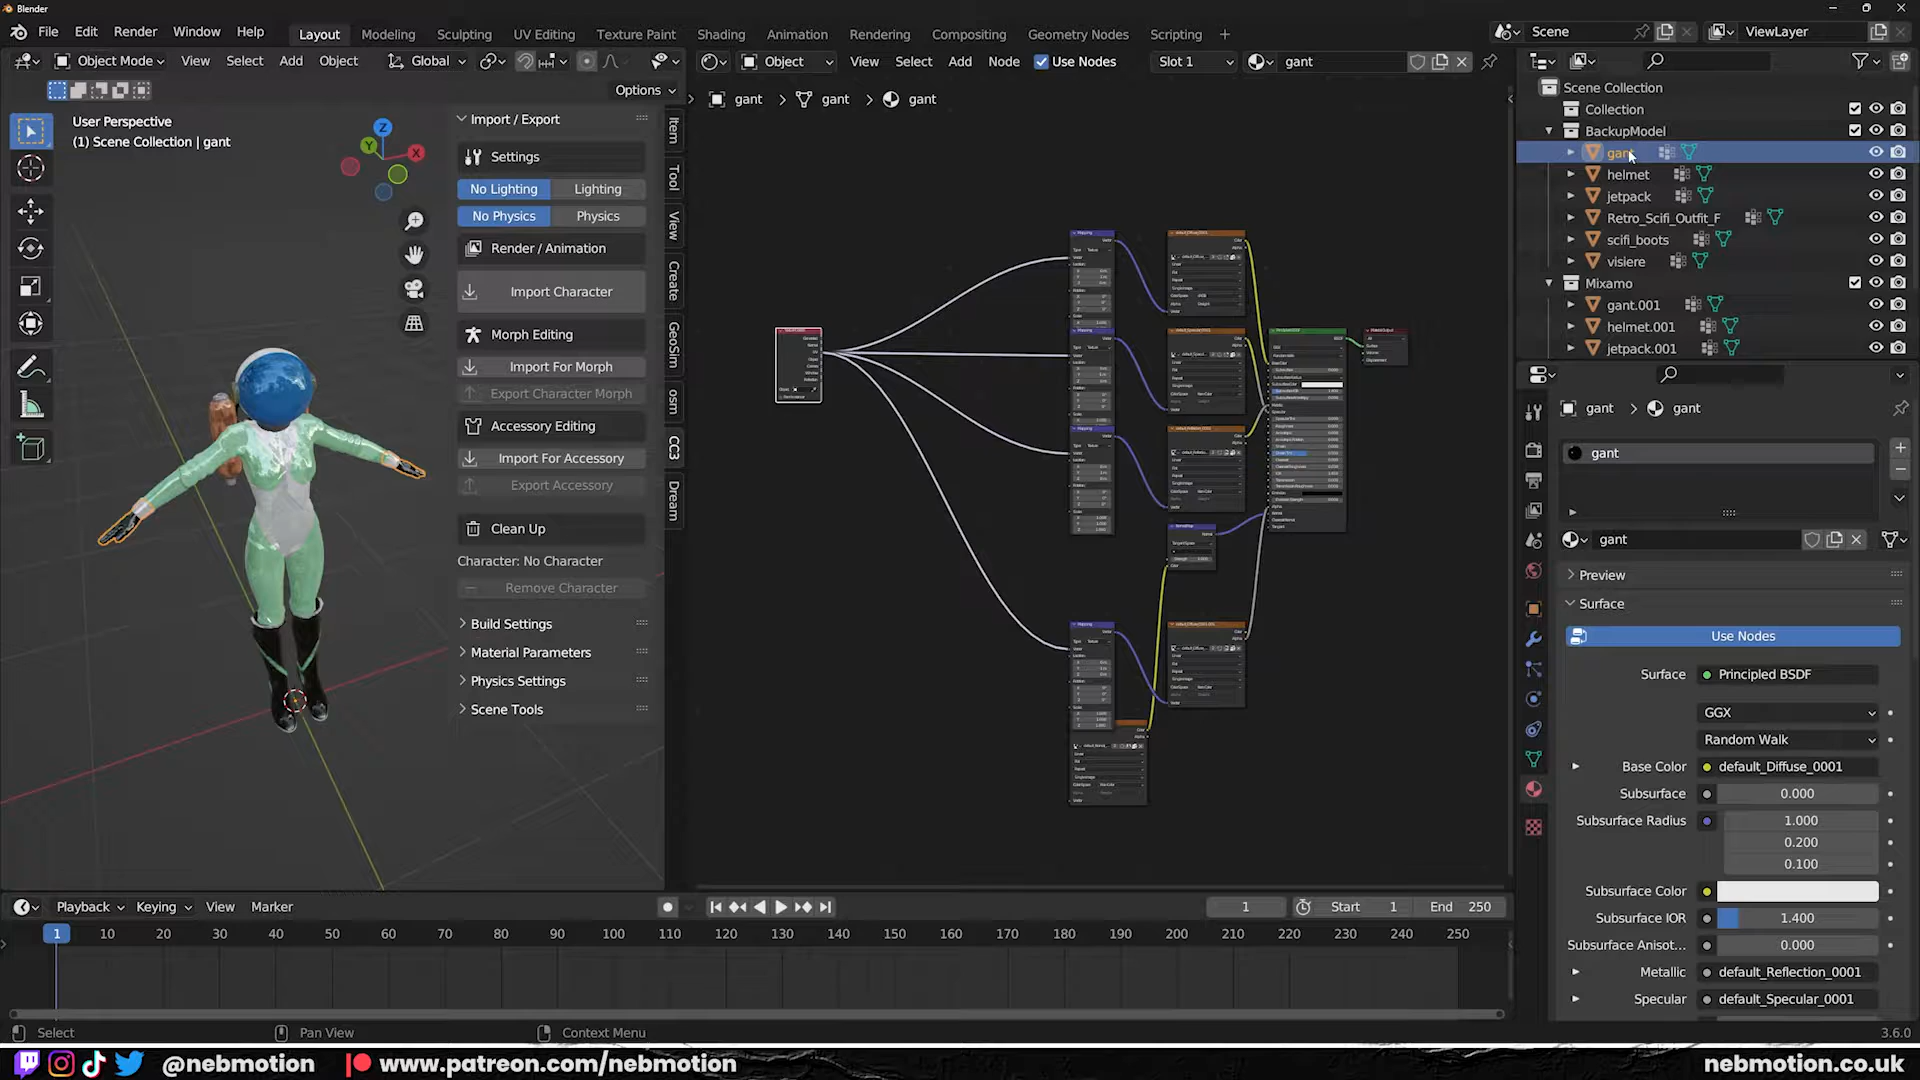 Blender
File Edit Render Window Help Layout Modeling Sculpting UV Editing Texture Paint Shading Animation Rendering Compositing Geometry Nodes Scripting + Scene ViewLayer
Object Mode View Select Add Object Global Object View Select Add Node Use Nodes Slot 1 gant
Options
gant > gant > gant
User Perspective
(1) Scene Collection | gant
Z
Y
X
Import / Export
Settings
No Lighting Lighting
No Physics Physics
Render / Animation
Import Character
Morph Editing
Import For Morph
Export Character Morph
Accessory Editing
Import For Accessory
Export Accessory
Clean Up
Character: No Character
Remove Character
Build Settings
Material Parameters
Physics Settings
Scene Tools
Item
Tool
View
Create
GeoSim
osm
CC3
Dream
Scene Collection
Collection
BackupModel
gant
helmet
jetpack
Retro_Scifi_Outfit_F
scifi_boots
visiere
Mixamo
gant.001
helmet.001
jetpack.001
gant > gant
gant
gant
Preview
Surface
Use Nodes
Surface Principled BSDF
GGX
Random Walk
Base Color default_Diffuse_0001
Subsurface 0.000
Subsurface Radius 1.000
0.200
0.100
Subsurface Color
Subsurface IOR 1.400
Subsurface Anisot... 0.000
Metallic default_Reflection_0001
Specular default_Specular_0001
Playback Keying View Marker 1 Start 1 End 250
1 10 20 30 40 50 60 70 80 90 100 110 120 130 140 150 160 170 180 190 200 210 220 230 240 250
Select Pan View Context Menu 3.6.0
@nebmotion www.patreon.com/nebmotion nebmotion.co.uk